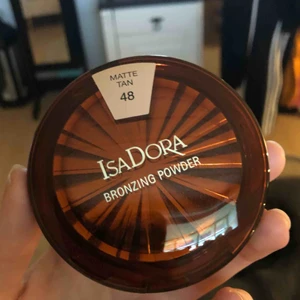 MATTE
TAN
48
ISADORA
BRONZING POWDER